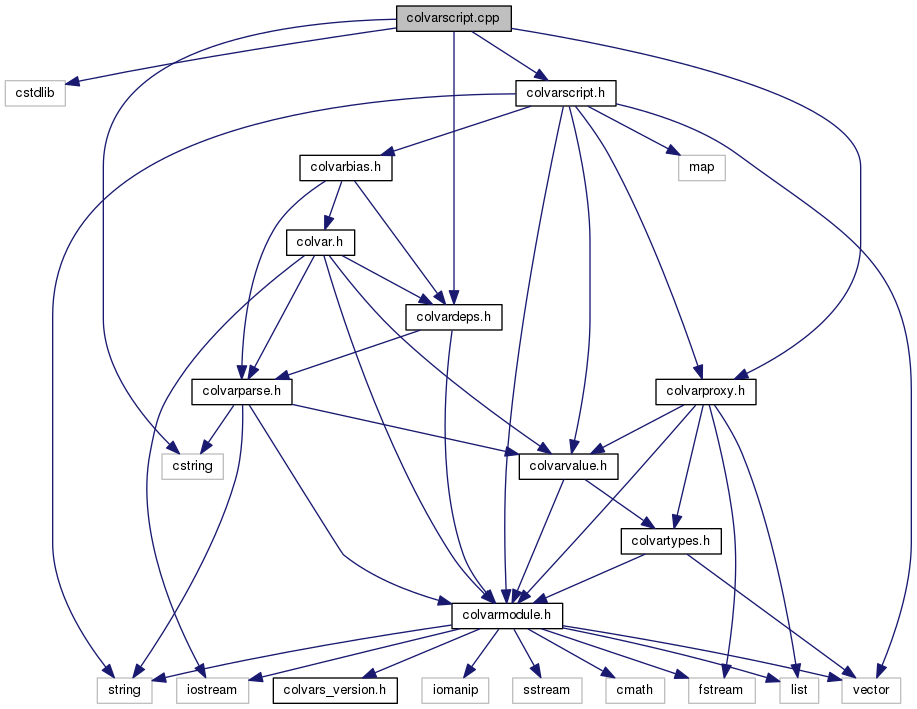 colvarscript.cpp
cstdlib
colvarscript.h
colvarbias.h
map
colvar.h
colvardeps.h
colvarparse.h
colvarproxy.h
cstring
colvarvalue.h
colvartypes.h
colvarmodule.h
string
iostream
colvars_version.h
iomanip
sstream
cmath
fstream
list
vector